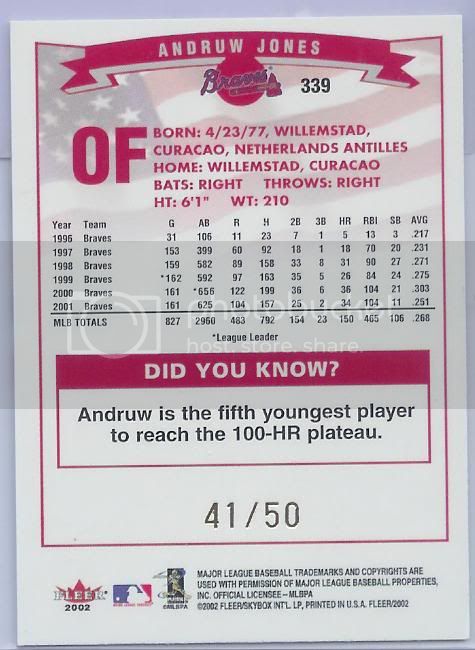 ANDRUW JONES
Braves
339
OF
BORN: 4/23/77, WILLEMSTAD,
CURACAO, NETHERLANDS ANTILLES
HOME: WILLEMSTAD, CURACAO
BATS: RIGHT THROWS: RIGHT
HT: 6'1" WT: 210
Year Team G AB R H 2B 3B HR RBI SB AVG
1996 Braves 31 106 11 23 7 1 5 13 3 .217
1997 Braves 153 399 60 92 18 1 18 70 20 .231
1998 Braves 159 582 89 158 33 8 31 90 27 .271
1999 Braves *162 592 97 163 35 5 26 84 24 .275
2000 Braves 161 *656 122 199 36 6 36 104 21 .303
2001 Braves 161 625 104 157 25 2 34 104 11 .251
MLB TOTALS 827 2960 483 792 154 23 150 465 106 .268
*League Leader
photobucket
host. store. share.
DID YOU KNOW?
Andruw is the fifth youngest player
to reach the 100-HR plateau.
41/50
FLEER
2002
©MLBPA
MAJOR LEAGUE BASEBALL TRADEMARKS AND COPYRIGHTS ARE
USED WITH PERMISSION OF MAJOR LEAGUE BASEBALL PROPERTIES,
INC. OFFICIAL LICENSEE – MLBPA
©2002 FLEER/SKYBOX INT'L. LP, PRINTED IN U.S.A. FLEER/2002